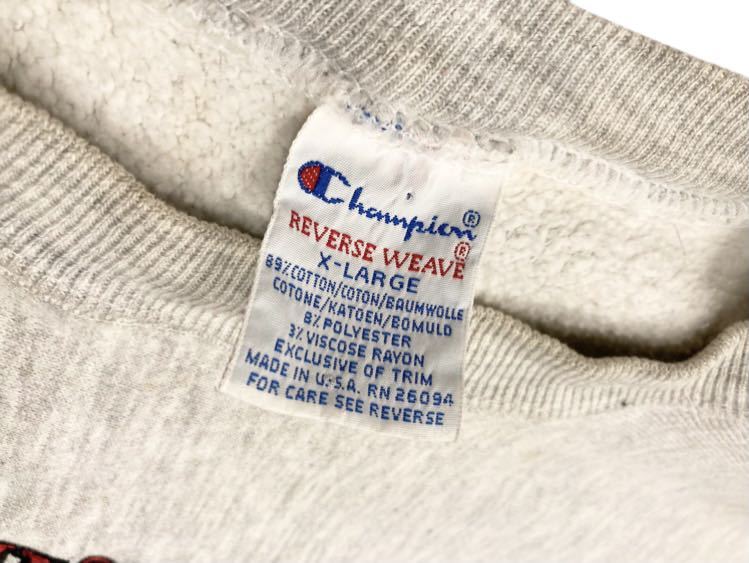 Champion®
REVERSE WEAVE®
X-LARGE
89% COTTON/COTON/BAUMWOLLE
COTONE/KATOEN/BOMULD
8% POLYESTER
3% VISCOSE RAYON
EXCLUSIVE OF TRIM
MADE IN U.S.A. RN 26094
FOR CARE SEE REVERSE